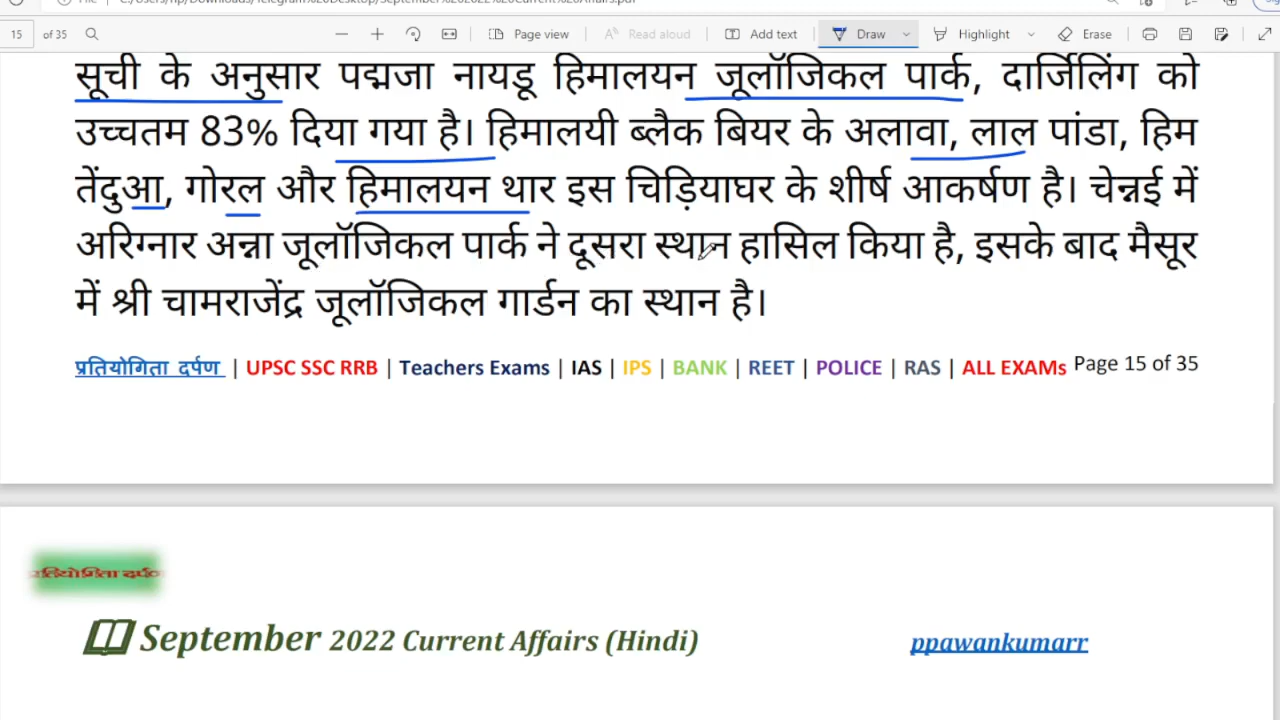 15 of 35 Page view Read aloud Add text Draw Highlight Erase
सूची के अनुसार पद्मजा नायडू हिमालयन जूलॉजिकल पार्क, दार्जिलिंग को
उच्चतम 83% दिया गया है। हिमालयी ब्लैक बियर के अलावा, लाल पांडा, हिम
तेंदुआ, गोरल और हिमालयन थार इस चिड़ियाघर के शीर्ष आकर्षण है। चेन्नई में
अरिग्नार अन्ना जूलॉजिकल पार्क ने दूसरा स्थान हासिल किया है, इसके बाद मैसूर
में श्री चामराजेंद्र जूलॉजिकल गार्डन का स्थान है।
प्रतियोगिता दर्पण | UPSC SSC RRB | Teachers Exams | IAS | IPS | BANK | REET | POLICE | RAS | ALL EXAMs Page 15 of 35
प्रतियोगिता दर्पण
September 2022 Current Affairs (Hindi) ppawankumarr